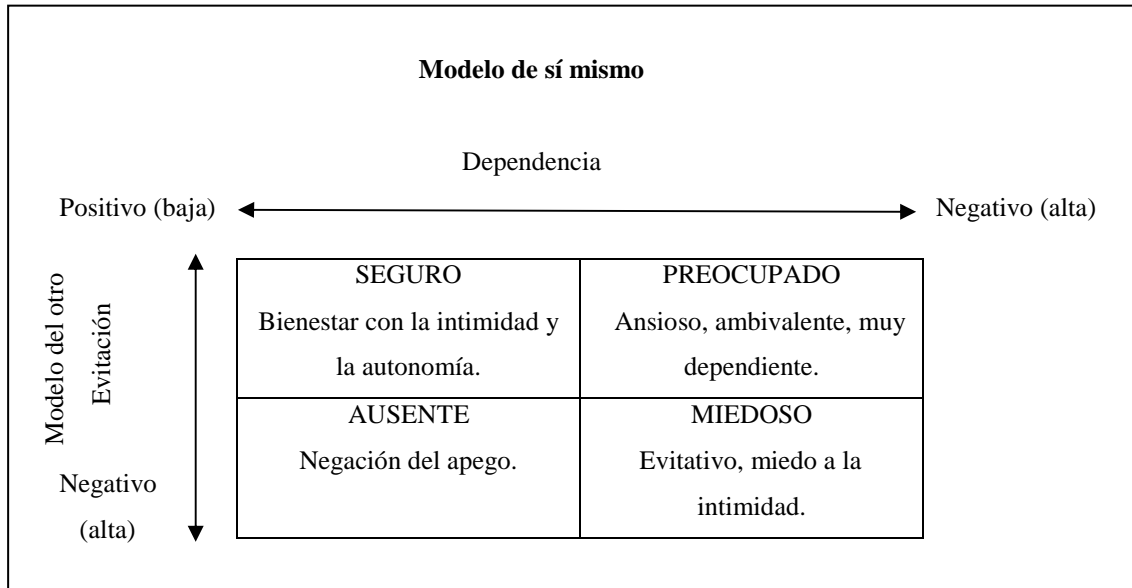 Modelo de sí mismo
Dependencia
Positivo (baja)
Negativo (alta)
Modelo del otro
Evitación
Negativo
(alta)
SEGURO
Bienestar con la intimidad y
la autonomía.
PREOCUPADO
Ansioso, ambivalente, muy
dependiente.
AUSENTE
Negación del apego.
MIEDOSO
Evitativo, miedo a la
intimidad.